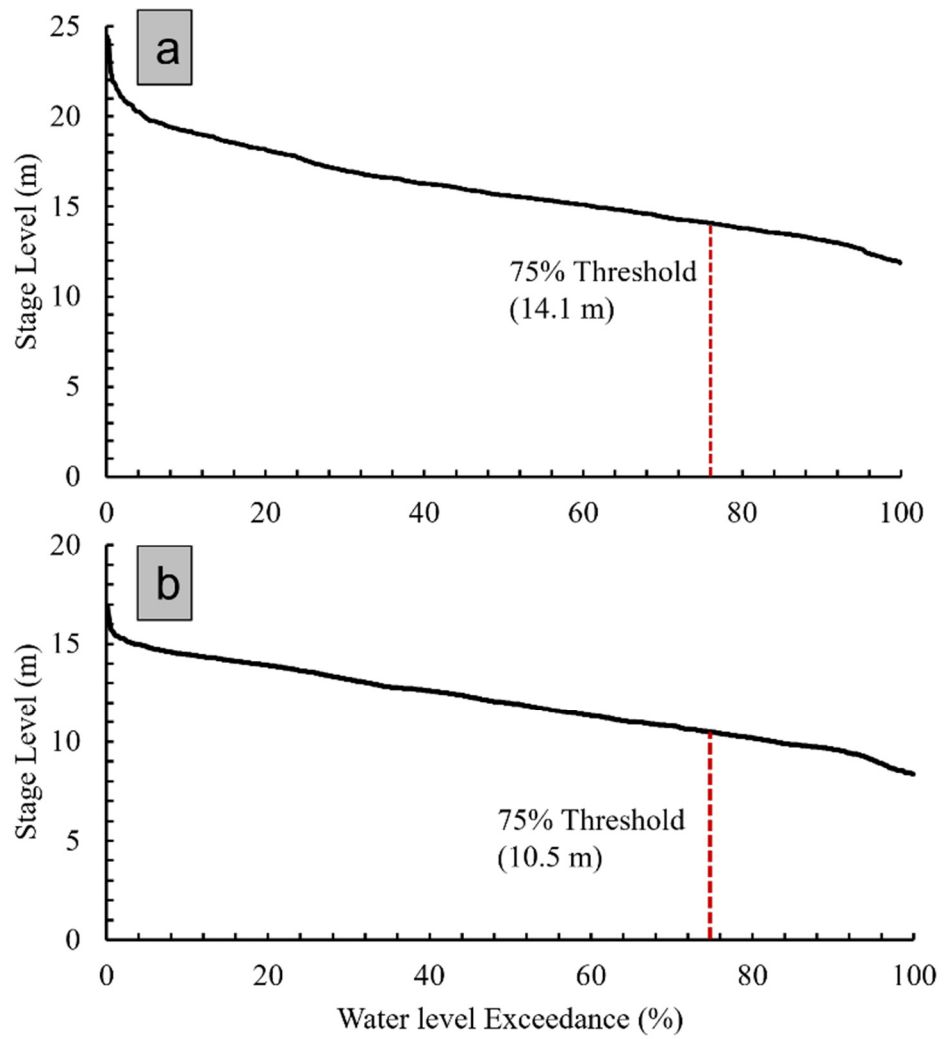 25
a
20
15
10
5
0
Stage Level (m)
75% Threshold
(14.1 m)
0 20 40 60 80 100
20
b
15
10
5
0
Stage Level (m)
75% Threshold
(10.5 m)
0 20 40 60 80 100
Water level Exceedance (%)